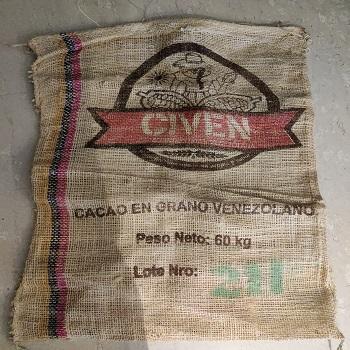 CIVEN
CACAO EN GRANO VENEZOLANO
Peso Neto: 60 kg
Lote Nro: 211